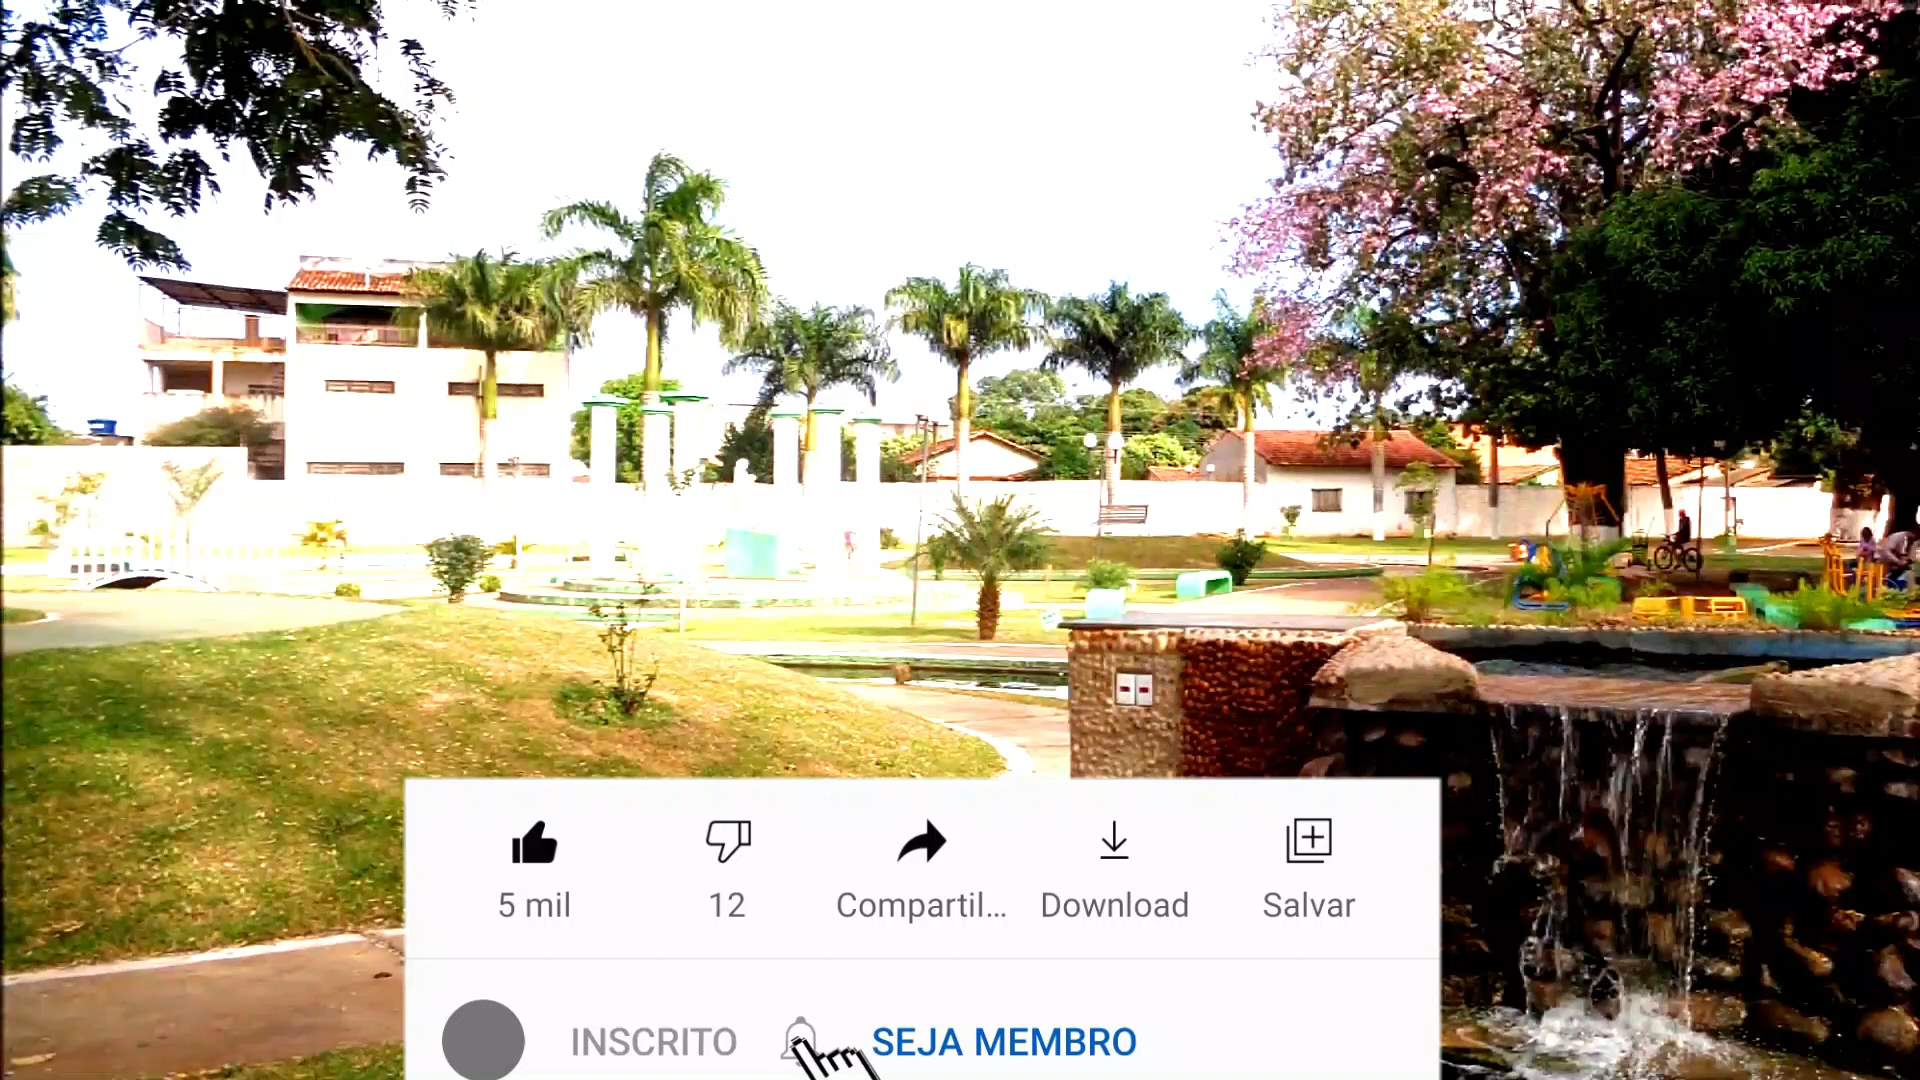 5 mil
12
Compartil...
Download
Salvar
INSCRITO
SEJA MEMBRO